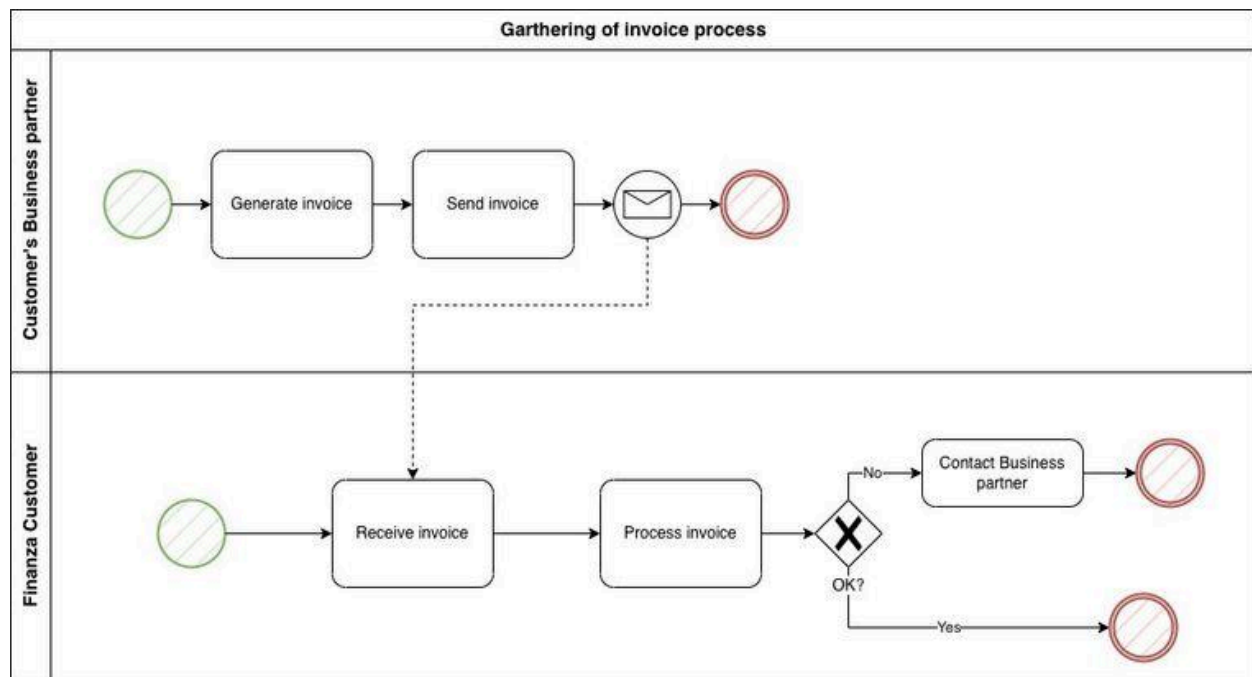 Garthering of invoice process
Customer's Business partner
Generate invoice
Send invoice
Finanza Customer
Receive invoice
Process invoice
OK?
No
Contact Business
partner
Yes